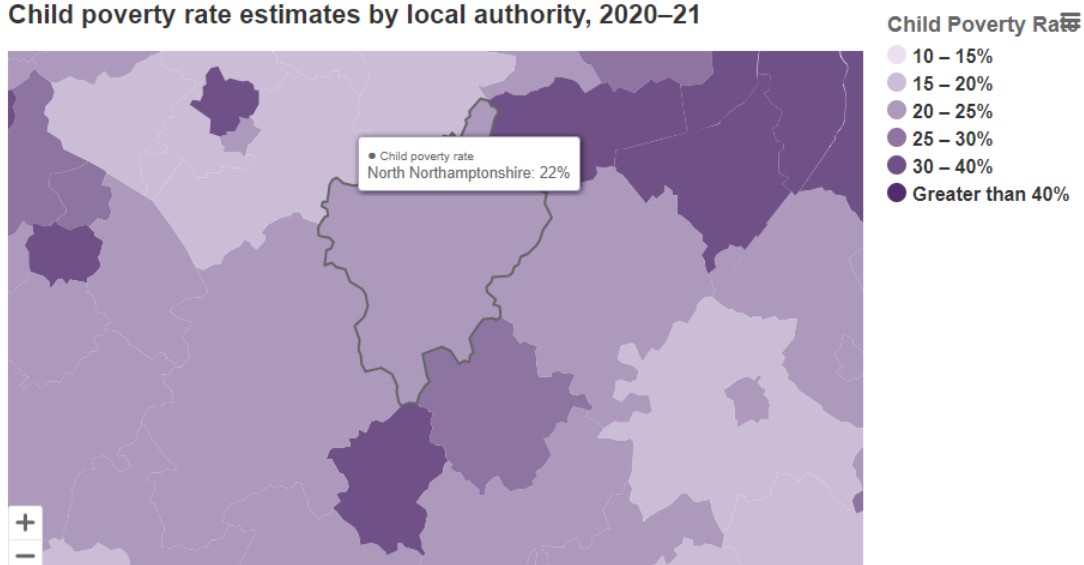 Child poverty rate estimates by local authority, 2020–21
Child Poverty Rate
10 – 15%
15 – 20%
20 – 25%
25 – 30%
30 – 40%
Greater than 40%
● Child poverty rate
North Northamptonshire: 22%
+
−